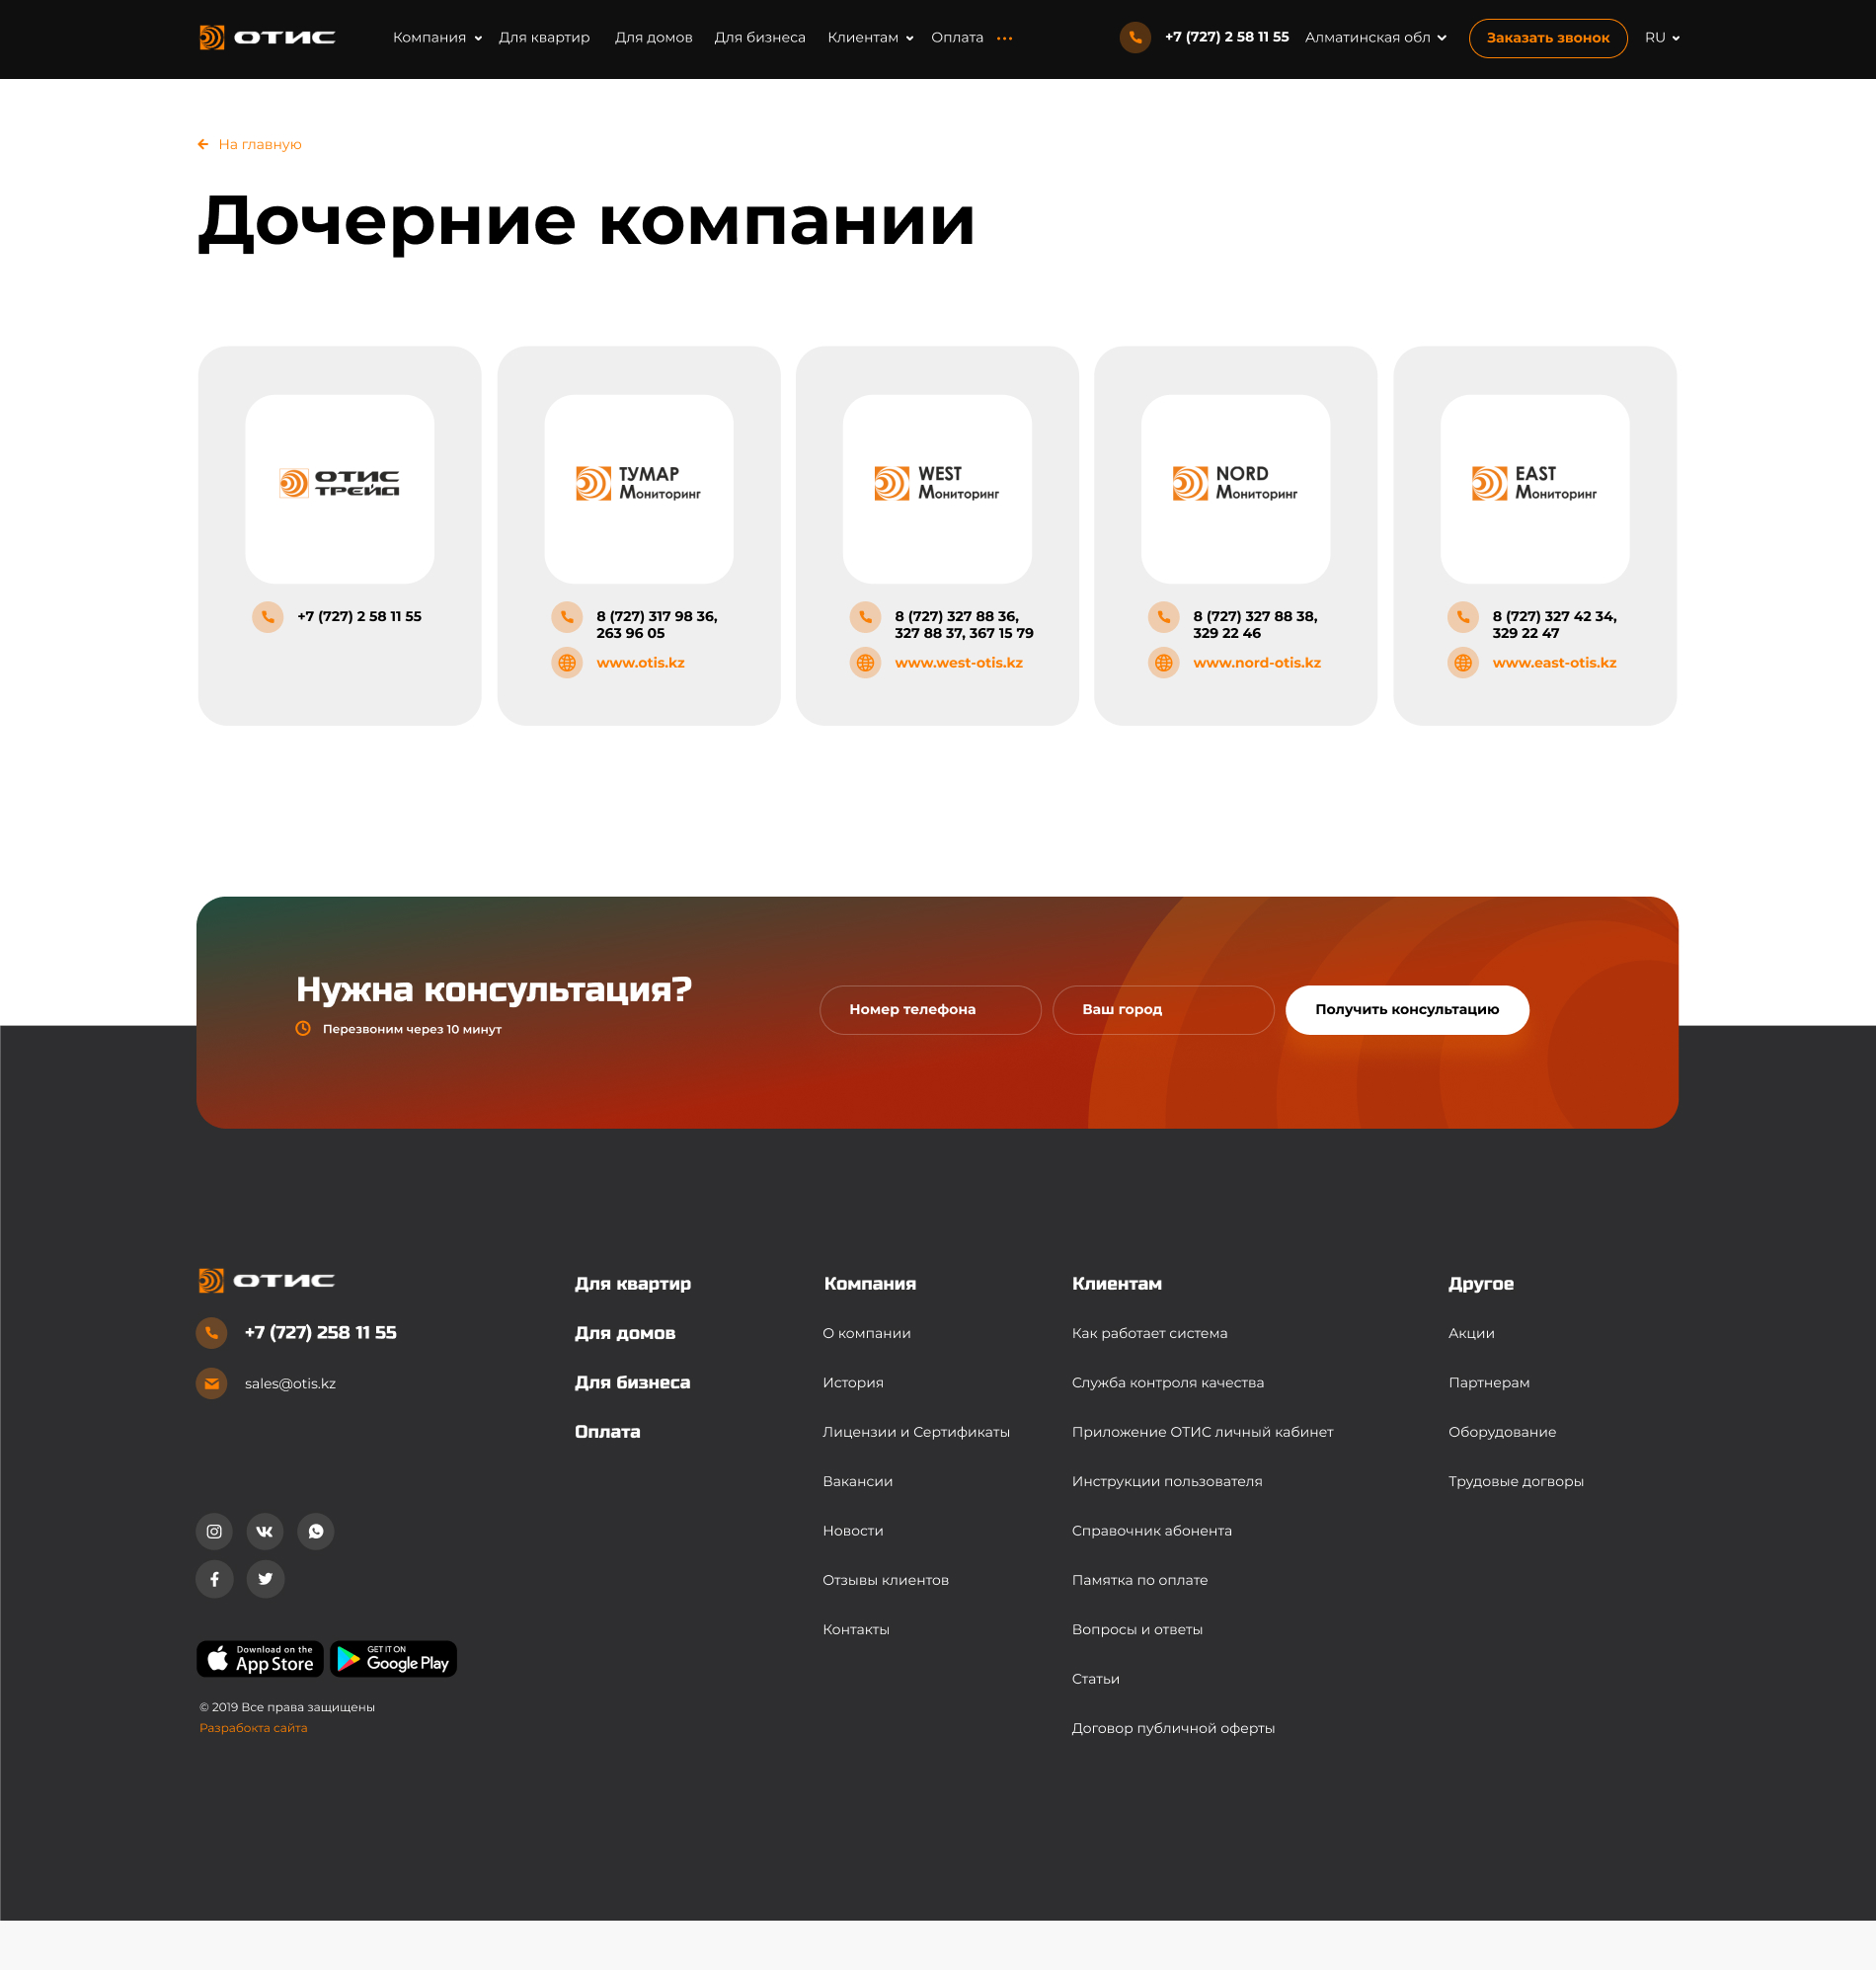 ОТИС
Компания Для квартир Для домов Для бизнеса Клиентам Оплата
+7 (727) 2 58 11 55 Алматинская обл Заказать звонок RU
На главную
Дочерние компании
ОТИС
ТРЕЙД
+7 (727) 2 58 11 55
ТУМАР
Мониторинг
8 (727) 317 98 36,
263 96 05
www.otis.kz
WEST
Мониторинг
8 (727) 327 88 36,
327 88 37, 367 15 79
www.west-otis.kz
NORD
Мониторинг
8 (727) 327 88 38,
329 22 46
www.nord-otis.kz
EAST
Мониторинг
8 (727) 327 42 34,
329 22 47
www.east-otis.kz
Нужна консультация?
Перезвоним через 10 минут
Номер телефона
Ваш город
Получить консультацию
ОТИС
+7 (727) 258 11 55
sales@otis.kz
Download on the
App Store
GET IT ON
Google Play
© 2019 Все права защищены
Разрабокта сайта
Для квартир
Для домов
Для бизнеса
Оплата
Компания
О компании
История
Лицензии и Сертификаты
Вакансии
Новости
Отзывы клиентов
Контакты
Клиентам
Как работает система
Служба контроля качества
Приложение ОТИС личный кабинет
Инструкции пользователя
Справочник абонента
Памятка по оплате
Вопросы и ответы
Статьи
Договор публичной оферты
Другое
Акции
Партнерам
Оборудование
Трудовые догворы